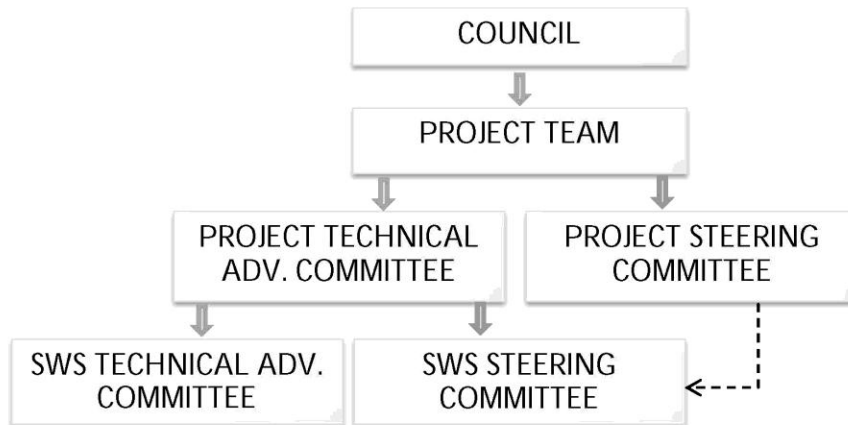 COUNCIL
PROJECT TEAM
PROJECT TECHNICAL
ADV. COMMITTEE
PROJECT STEERING
COMMITTEE
SWS TECHNICAL ADV.
COMMITTEE
SWS STEERING
COMMITTEE